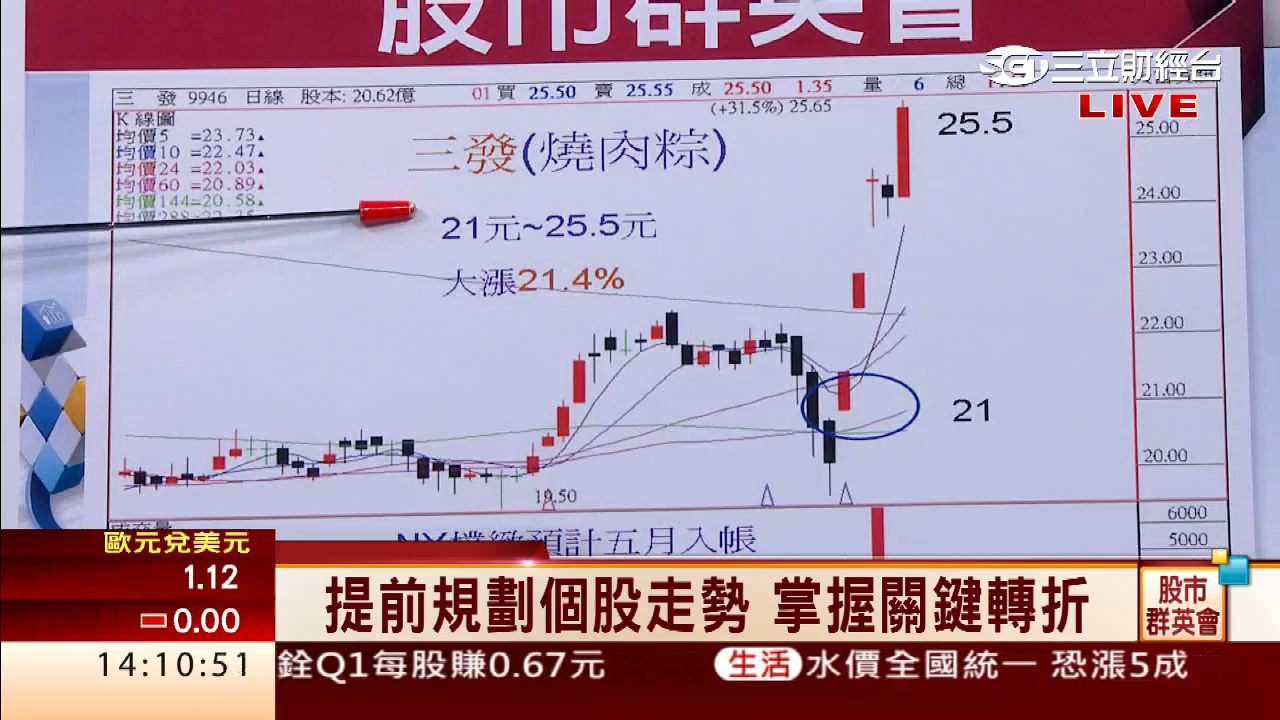 股市群英會
三立財經台
LIVE
三 發 9946 日線 股本: 20.62億 01 買 25.50 賣 25.55 成 25.50 1.35 量 6 總
(+31.5%) 25.65
K 線圖
均價5 =23.73
均價10 =22.47
均價24 =22.03
均價60 =20.89
均價144=20.58
三發(燒肉粽)
21元~25.5元
大漲21.4%
25.5
21
25.00
24.00
23.00
22.00
21.00
20.00
19.50
6000
5000
預計五月入帳
歐元兌美元
1.12
0.00
提前規劃個股走勢 掌握關鍵轉折
股市
群英會
14:10:51
銓Q1每股賺0.67元 生活 水價全國統一 恐漲5成